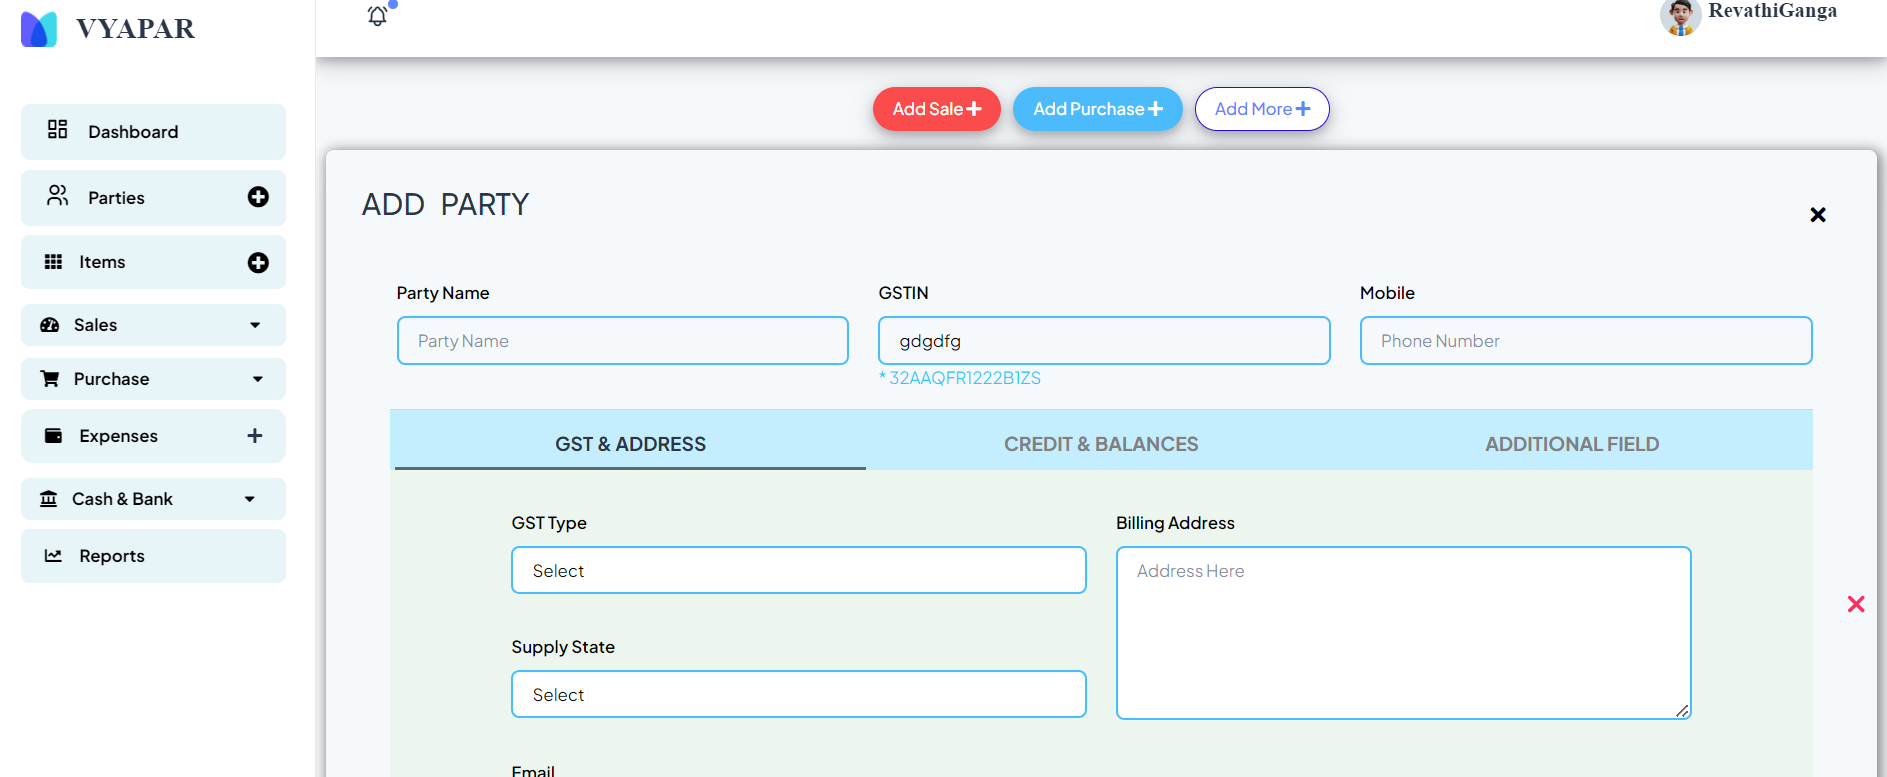 VYAPAR
RevathiGanga
Dashboard
Parties
Items
Sales
Purchase
Expenses
Cash & Bank
Reports
Add Sale
Add Purchase
Add More
ADD PARTY
Party Name
GSTIN
Mobile
Party Name
gdgdfg
Phone Number
* 32AAQFR1222B1ZS
GST & ADDRESS
CREDIT & BALANCES
ADDITIONAL FIELD
GST Type
Billing Address
Select
Address Here
Supply State
Select
Email